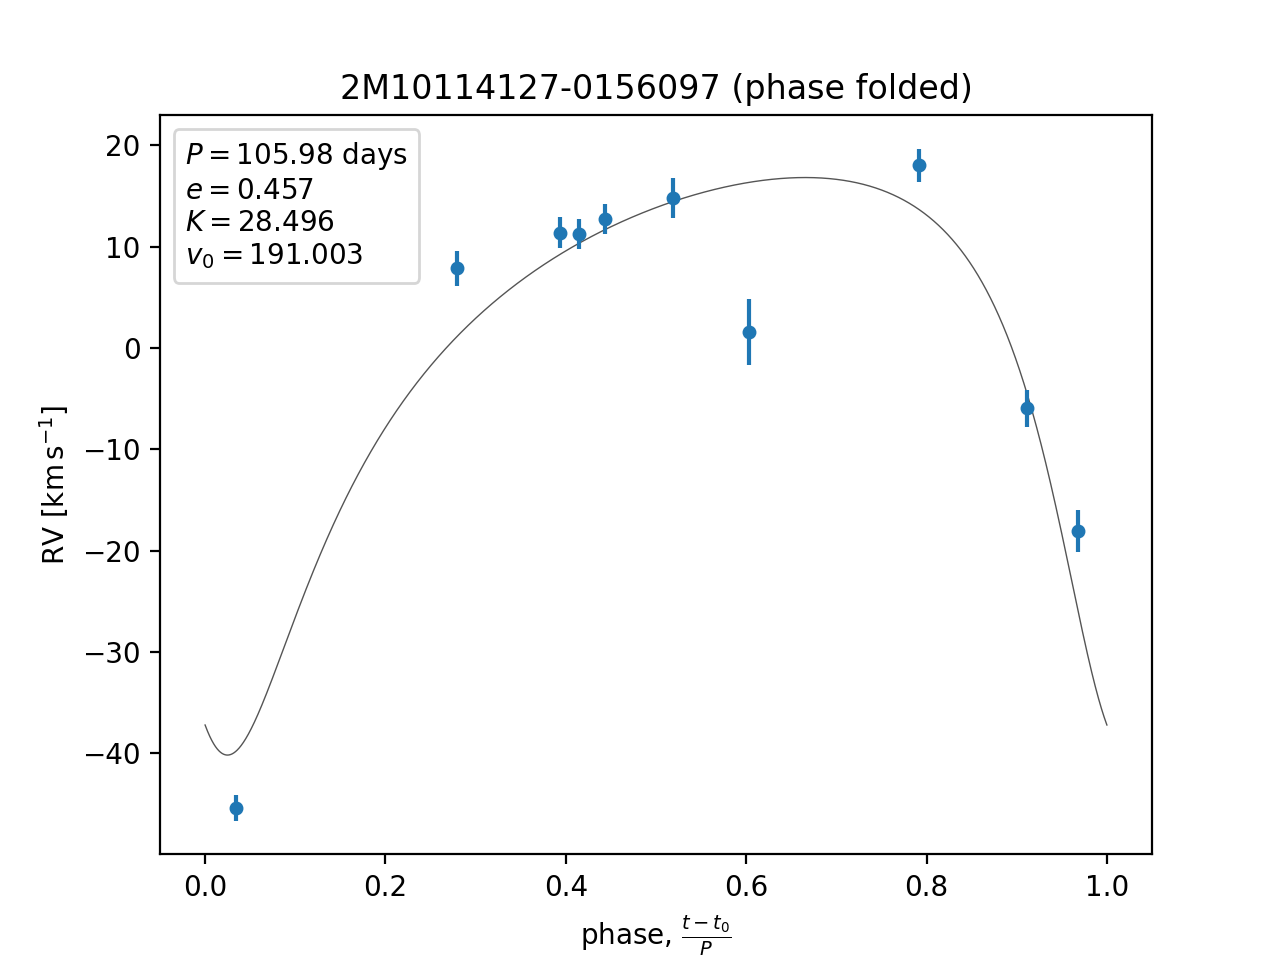 2M10114127-0156097 (phase folded)
P = 105.98 days
e = 0.457
K = 28.496
v₀ = 191.003
20
10
0
−10
−20
−30
−40
RV [km s⁻¹]
0.0 0.2 0.4 0.6 0.8 1.0
phase, (t − t₀)/P